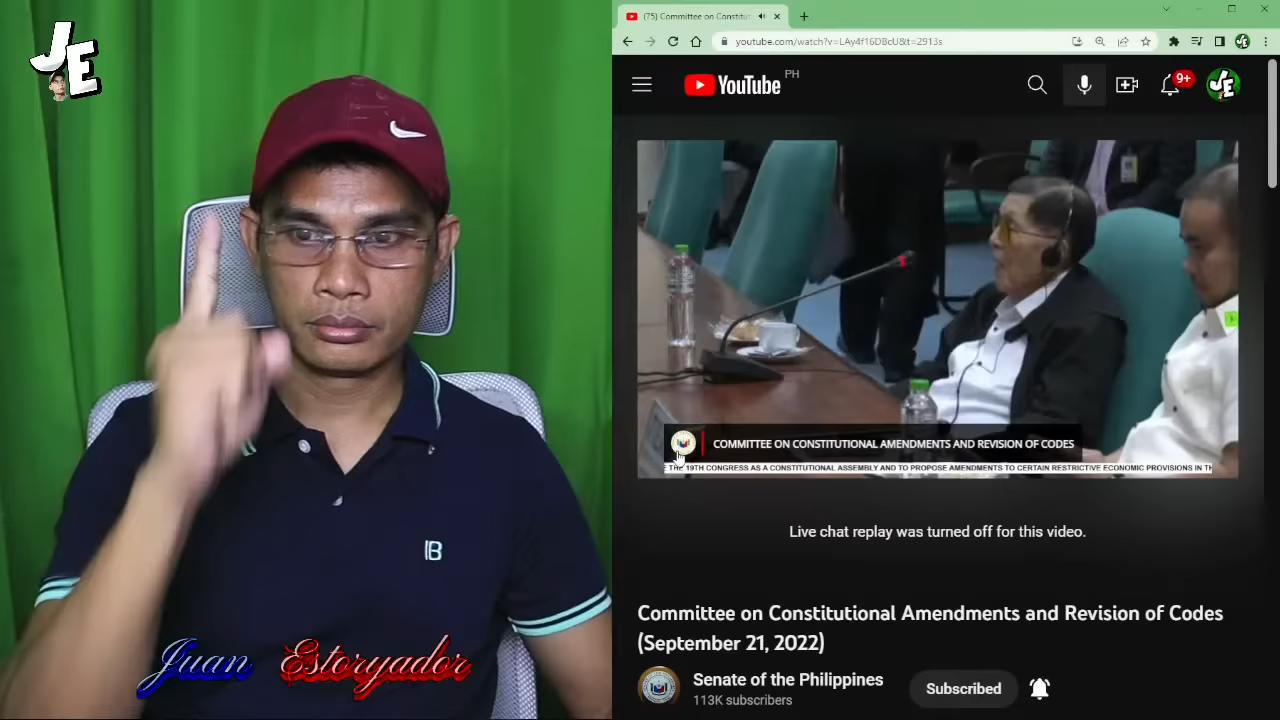 JE
Juan Estoryador
B
(75) Committee on Constitut
youtube.com/watch?v=LAy4f16DBcU&t=2913s
YouTube PH
9+
JE
COMMITTEE ON CONSTITUTIONAL AMENDMENTS AND REVISION OF CODES
THE 19TH CONGRESS AS A CONSTITUTIONAL ASSEMBLY AND TO PROPOSE AMENDMENTS TO CERTAIN RESTRICTIVE ECONOMIC PROVISIONS IN
Live chat replay was turned off for this video.
Committee on Constitutional Amendments and Revision of Codes
(September 21, 2022)
Senate of the Philippines
113K subscribers
Subscribed